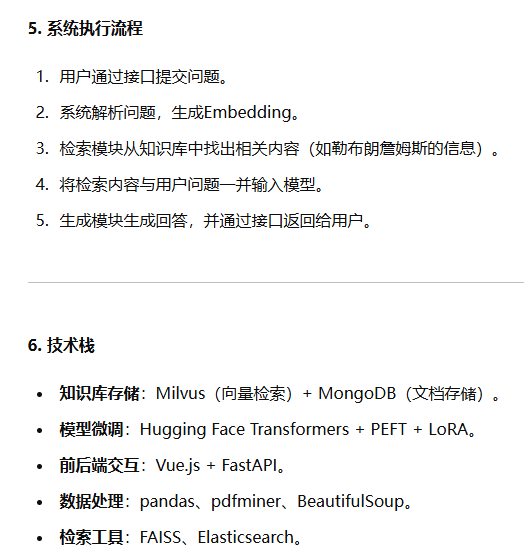 5. 系统执行流程
1. 用户通过接口提交问题。
2. 系统解析问题，生成Embedding。
3. 检索模块从知识库中找出相关内容（如勒布朗詹姆斯的信息）。
4. 将检索内容与用户问题一并输入模型。
5. 生成模块生成回答，并通过接口返回给用户。
6. 技术栈
• 知识库存储：Milvus（向量检索）+ MongoDB（文档存储）。
• 模型微调：Hugging Face Transformers + PEFT + LoRA。
• 前后端交互：Vue.js + FastAPI。
• 数据处理：pandas、pdfminer、BeautifulSoup。
• 检索工具：FAISS、Elasticsearch。